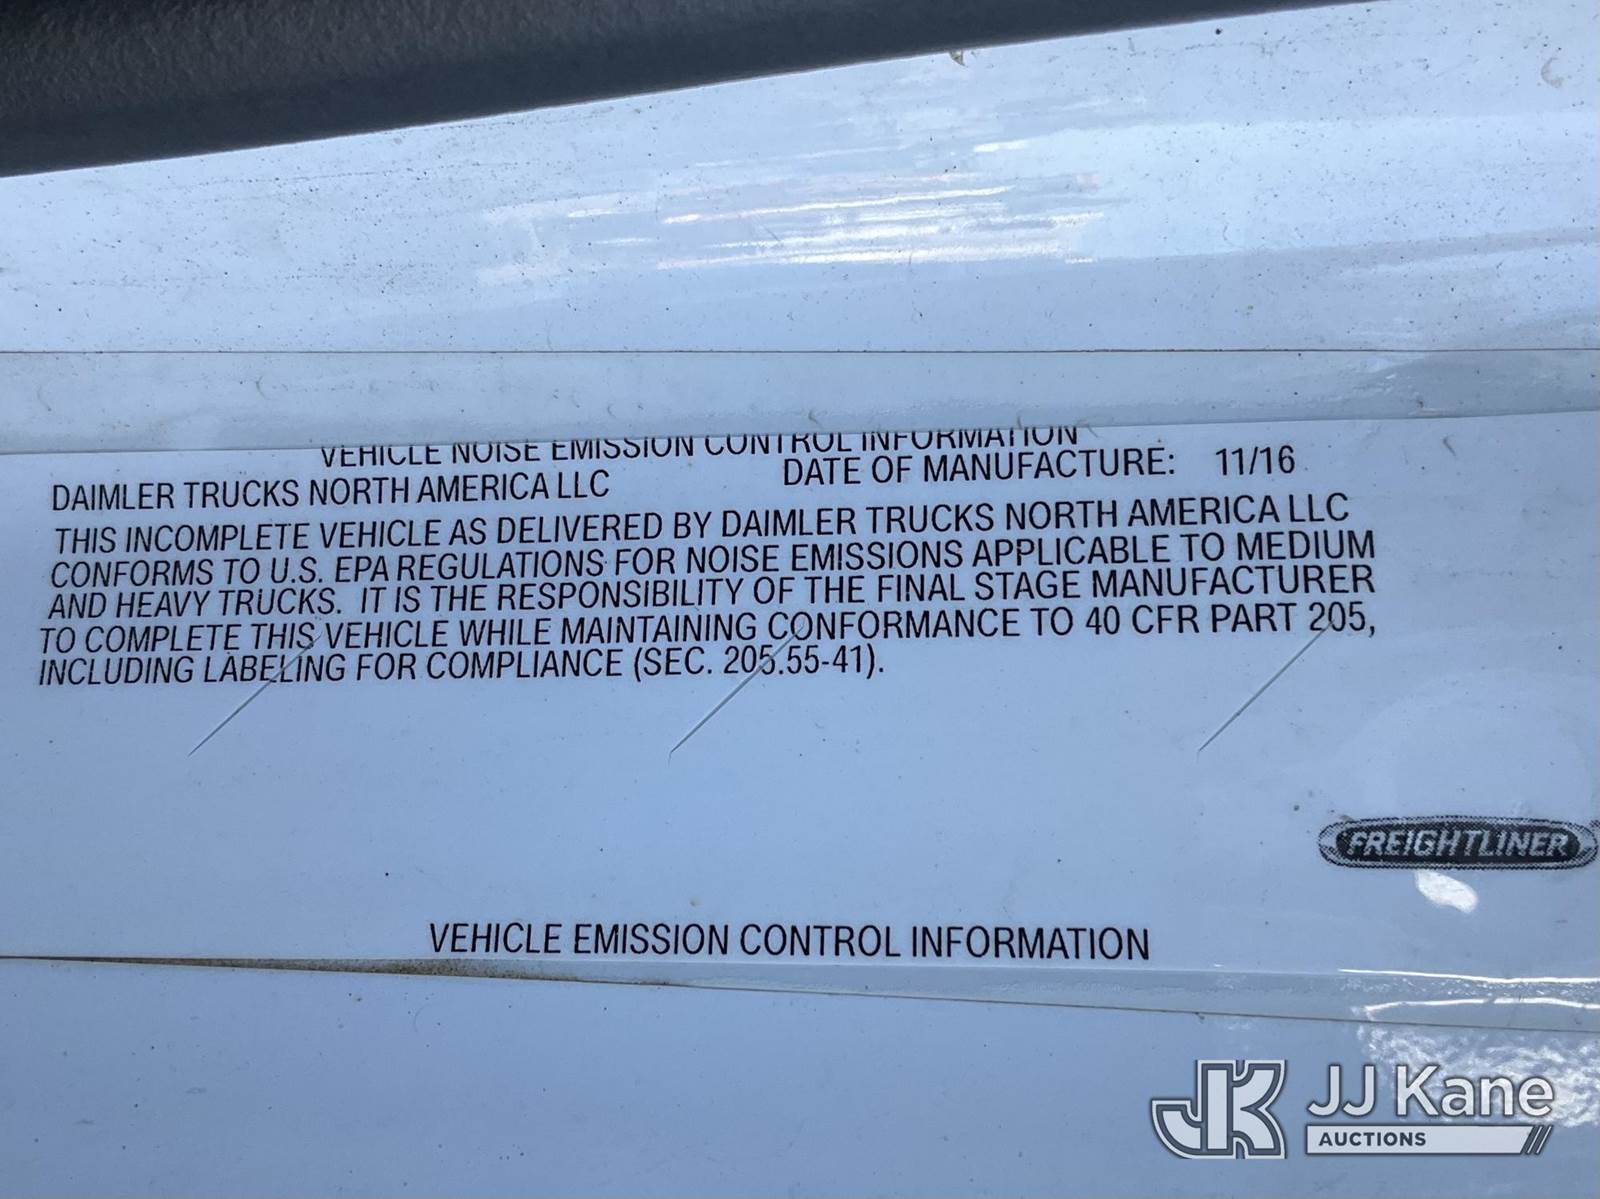 VEHICLE NOISE EMISSION CONTROL INFORMATION
DAIMLER TRUCKS NORTH AMERICA LLC DATE OF MANUFACTURE: 11/16
THIS INCOMPLETE VEHICLE AS DELIVERED BY DAIMLER TRUCKS NORTH AMERICA LLC
CONFORMS TO U.S. EPA REGULATIONS FOR NOISE EMISSIONS APPLICABLE TO MEDIUM
AND HEAVY TRUCKS. IT IS THE RESPONSIBILITY OF THE FINAL STAGE MANUFACTURER
TO COMPLETE THIS VEHICLE WHILE MAINTAINING CONFORMANCE TO 40 CFR PART 205,
INCLUDING LABELING FOR COMPLIANCE (SEC. 205.55-41).
FREIGHTLINER
VEHICLE EMISSION CONTROL INFORMATION
JK JJ Kane
AUCTIONS